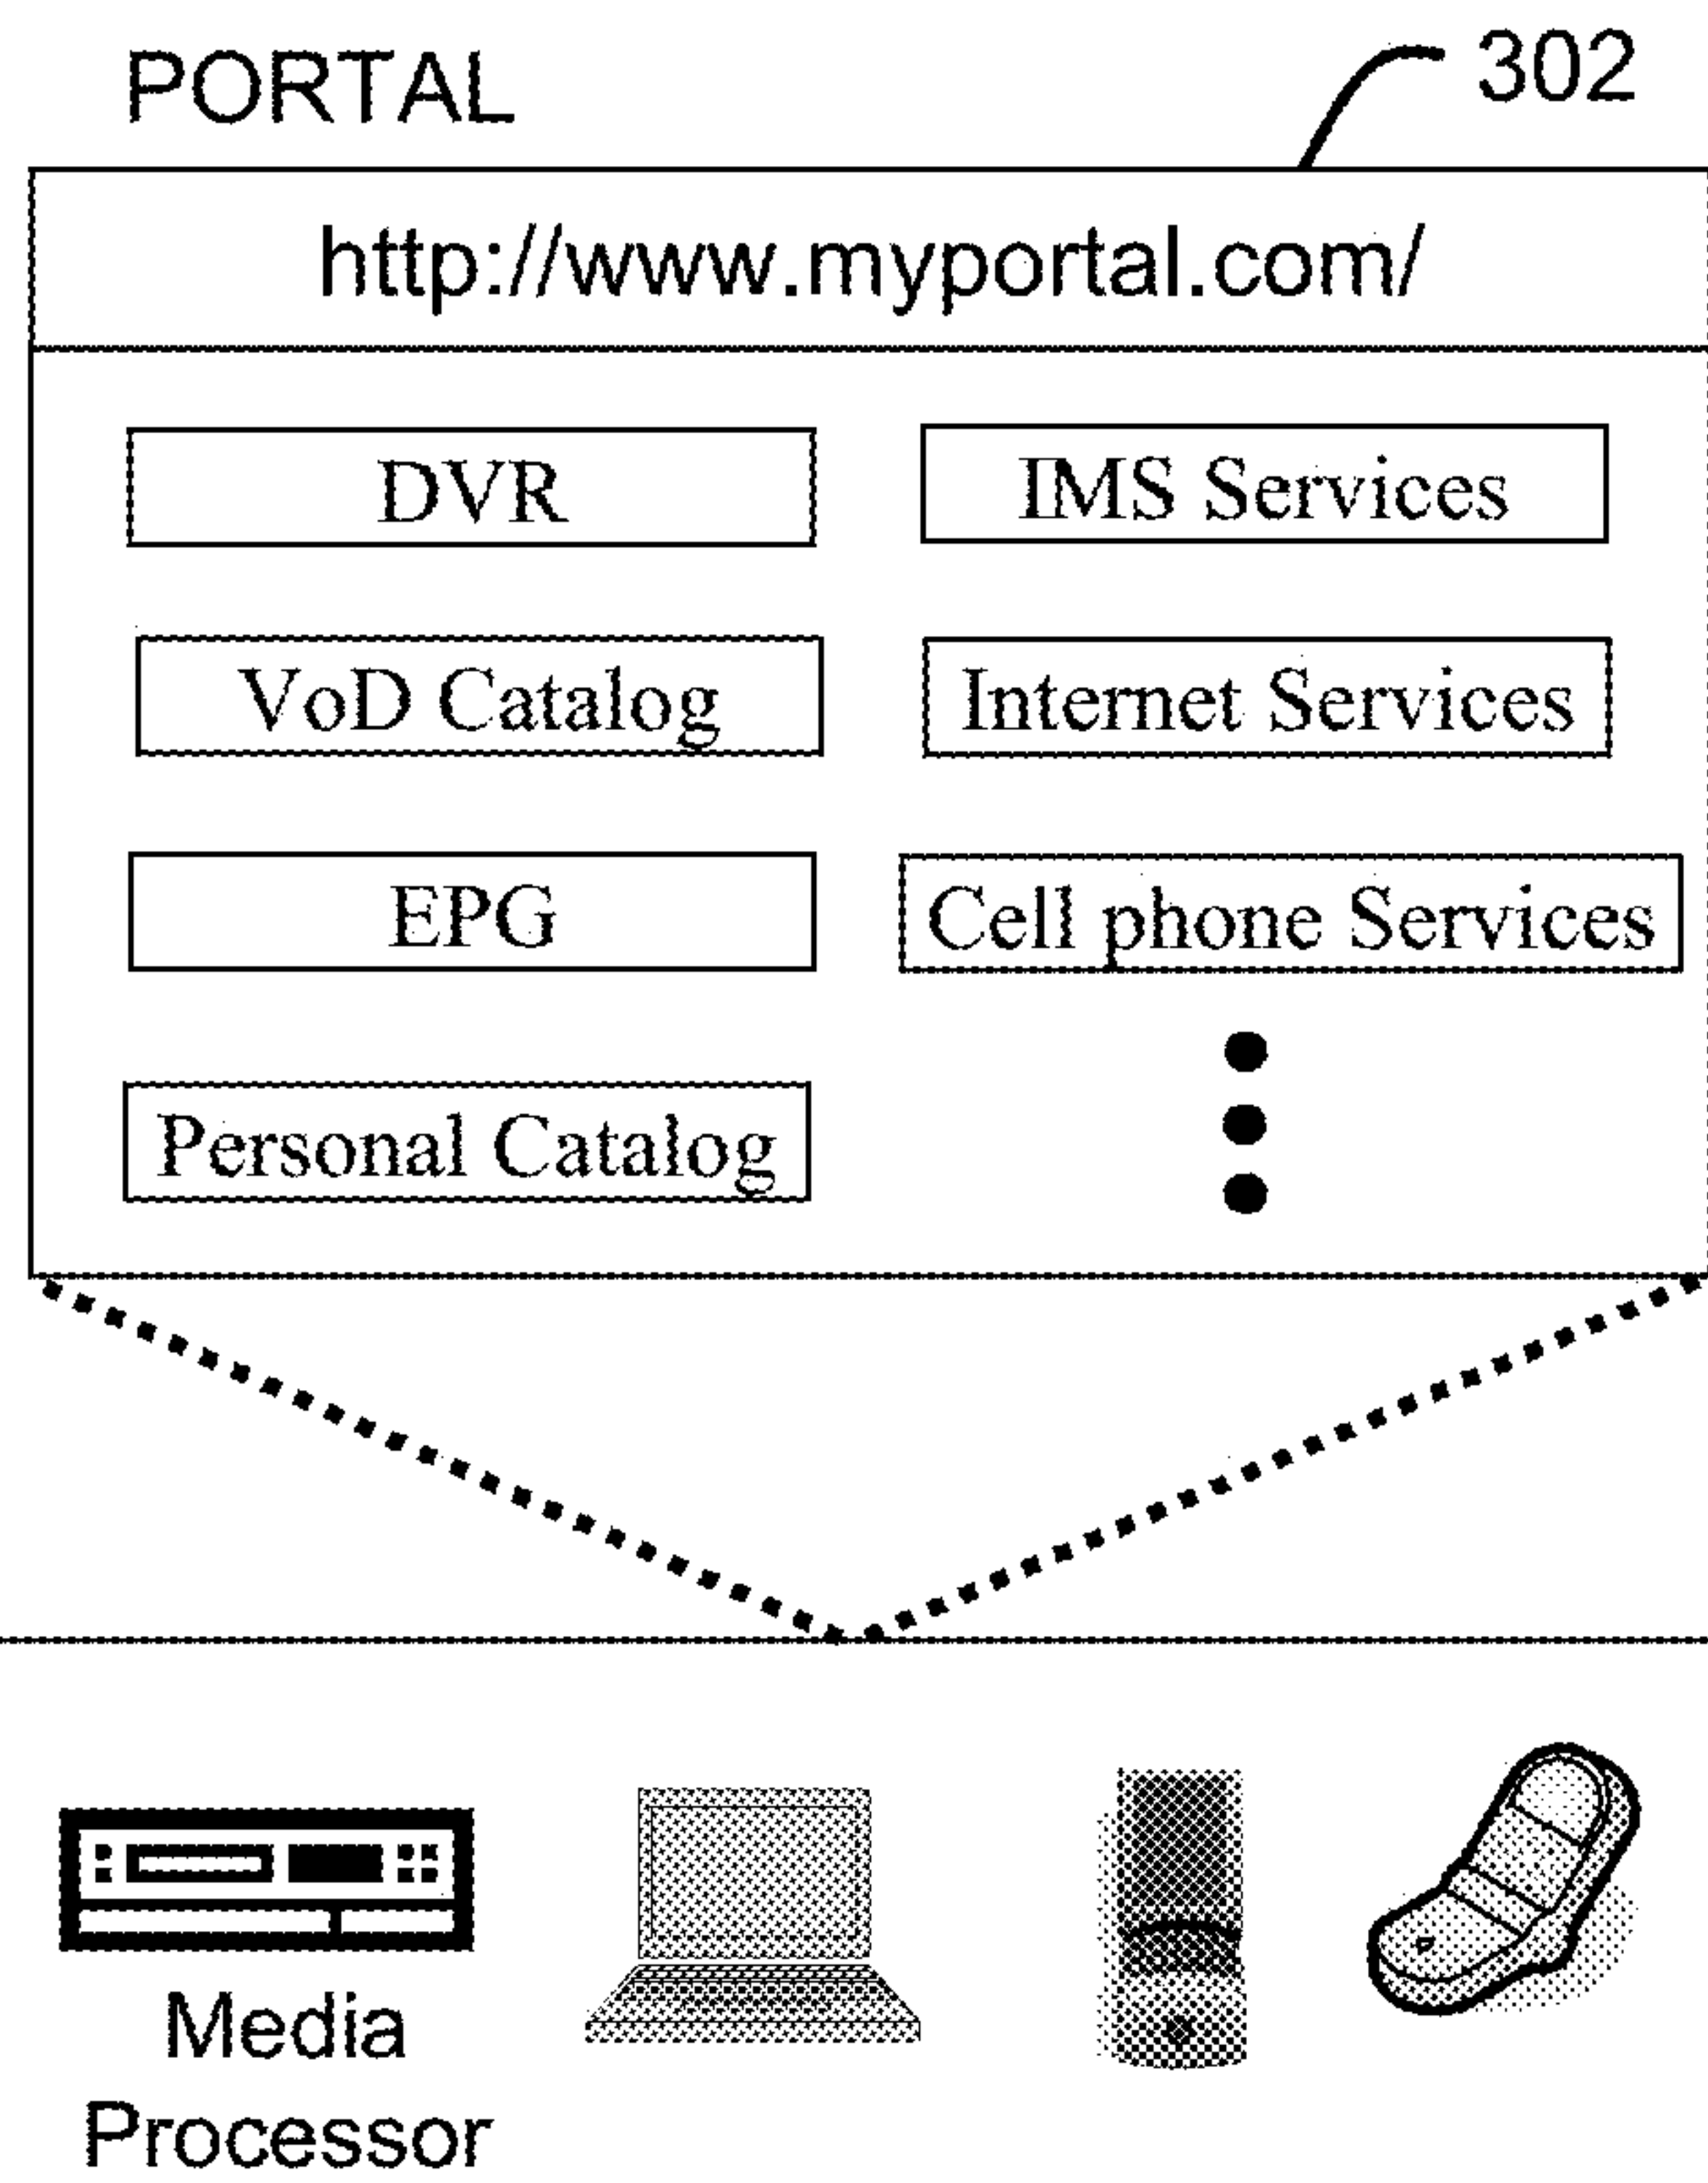 PORTAL
302
http://www.myportal.com/
DVR
IMS Services
VoD Catalog
Internet Services
EPG
Cell phone Services
Personal Catalog
Media
Processor